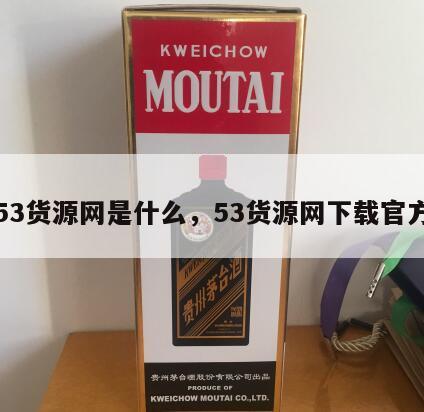 KWEICHOW
MOUTAI
53货源网是什么，53货源网下载官方
KWEICHOW
贵州茅台酒
贵州茅台酒股份有限公司出品
PRODUCE OF
KWEICHOW MOUTAI CO.,LTD.